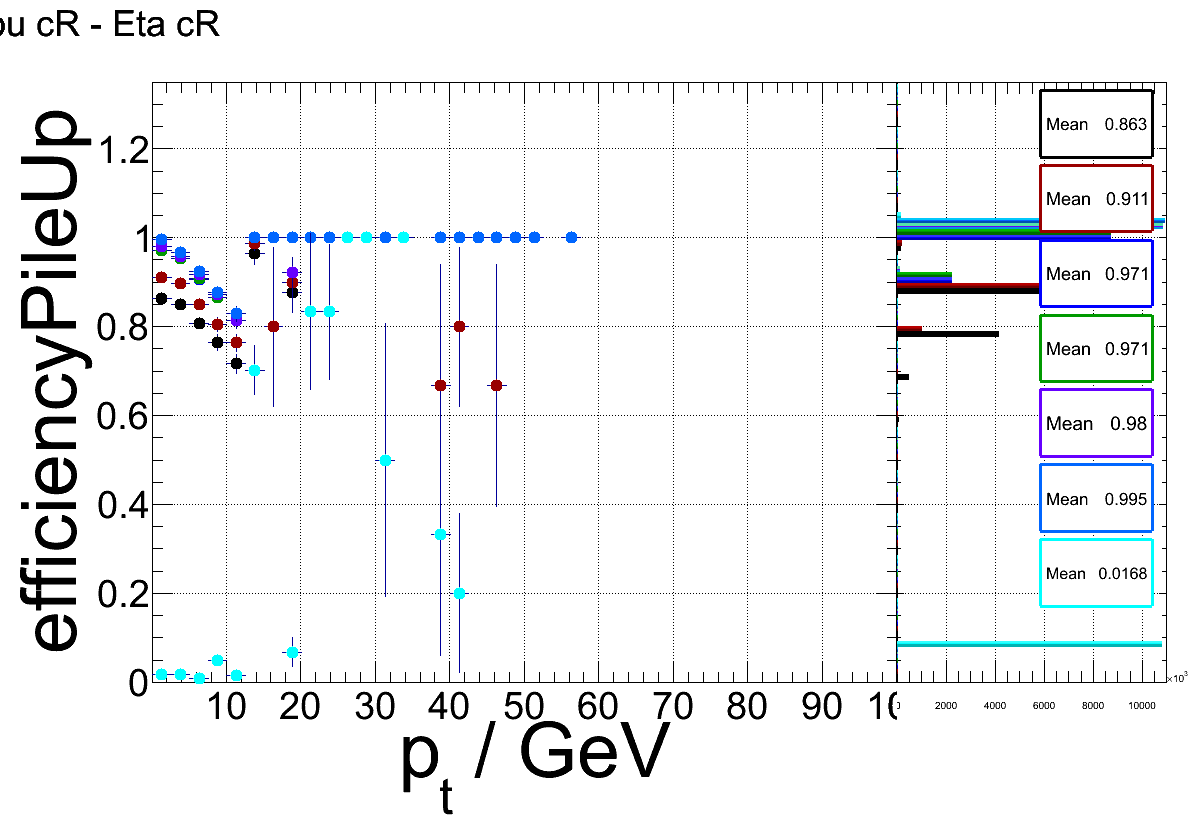 cR - Eta cR
efficiencyPileUp
1.2
1
0.8
0.6
0.4
0.2
0
10 20 30 40 50 60 70 80 90
p_t / GeV
Mean 0.863
Mean 0.911
Mean 0.971
Mean 0.971
Mean 0.98
Mean 0.995
Mean 0.0168
2000 4000 6000 8000 10000
×10³